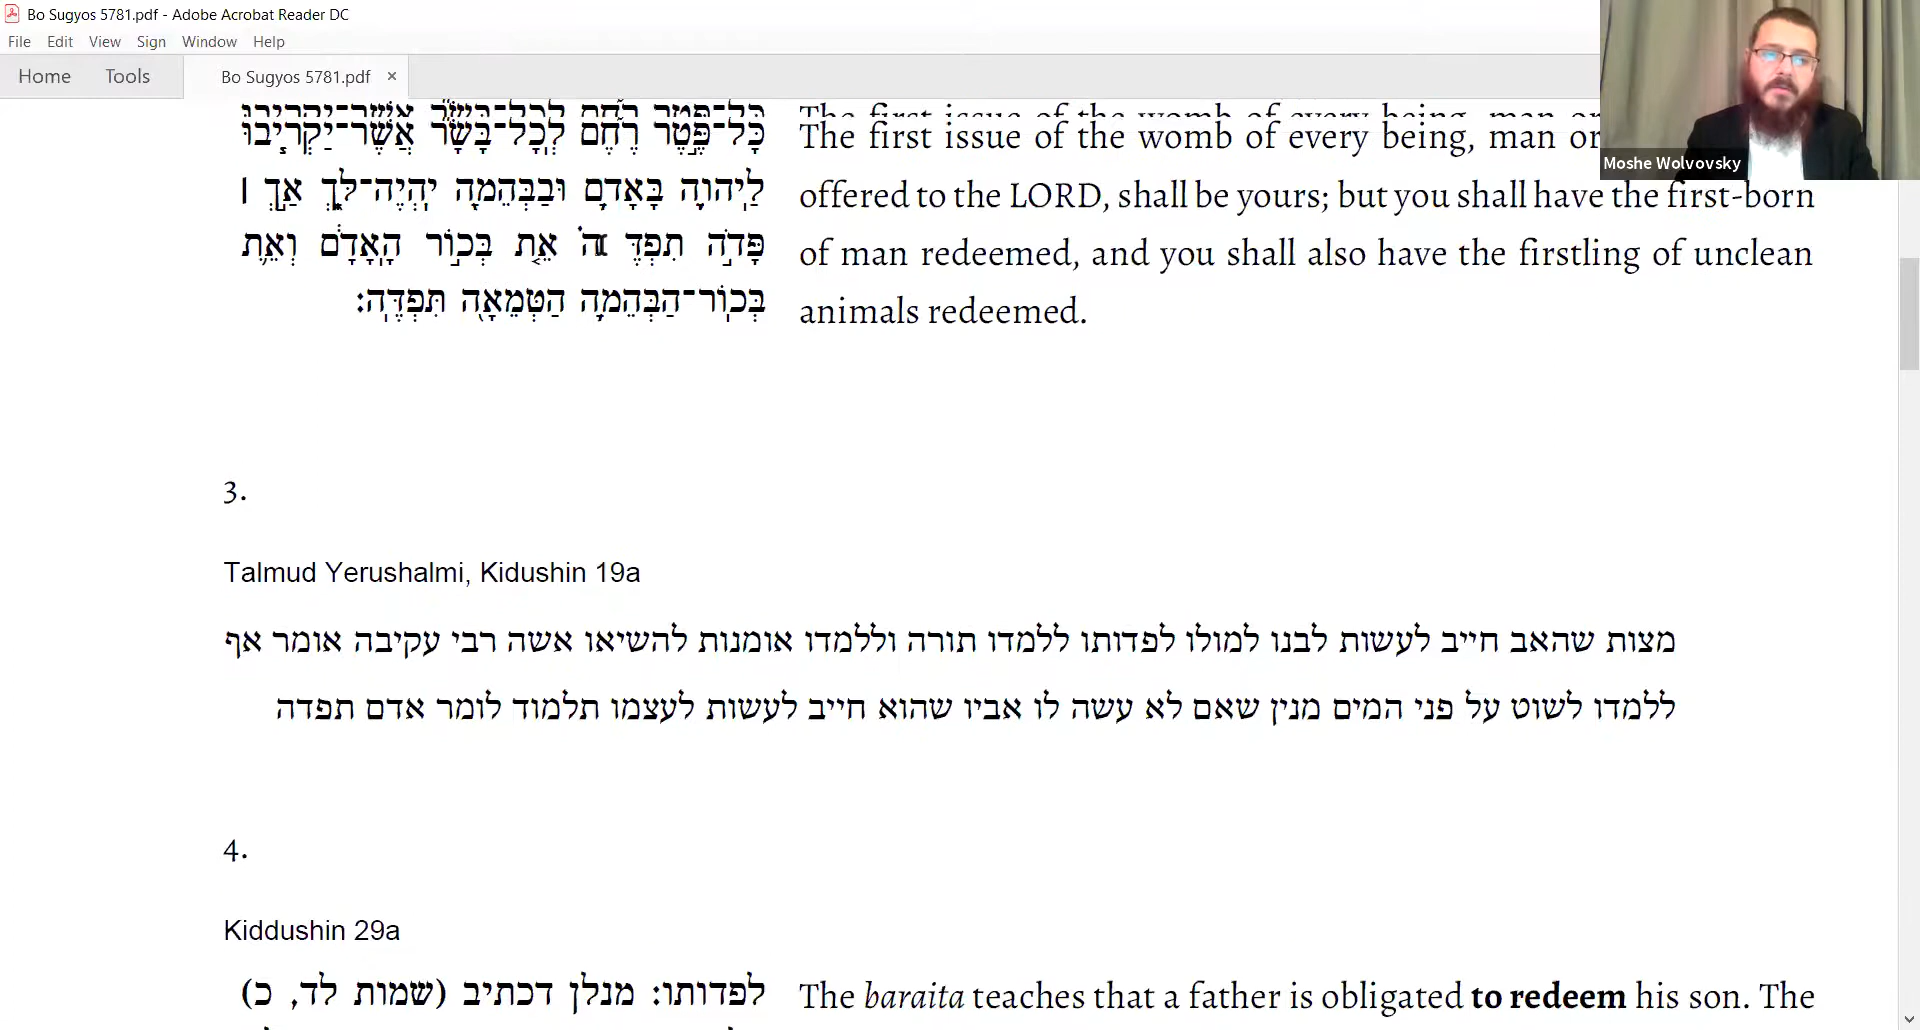 Bo Sugyos 5781.pdf - Adobe Acrobat Reader DC
File Edit View Sign Window Help
Home Tools Bo Sugyos 5781.pdf ×
Moshe Wolvovsky
כׇּל־פֶּ֣טֶר רֶ֠חֶם לְֽכׇל־בָּשָׂ֞ר אֲשֶׁר־יַקְרִ֧יבוּ
לַֽיהֹוָ֛ה בָּאָדָ֥ם וּבַבְּהֵמָ֖ה יִֽהְיֶה־לָּ֑ךְ אַ֣ךְ ׀
פָּדֹ֣ה תִפְדֶּ֗ה אֵ֚ת בְּכ֣וֹר הָֽאָדָ֔ם וְאֵ֛ת
בְּכֽוֹר־הַבְּהֵמָ֥ה הַטְּמֵאָ֖ה תִּפְדֶּֽה׃
The first issue of the womb of every being, man or
offered to the LORD, shall be yours; but you shall have the first-born
of man redeemed, and you shall also have the firstling of unclean
animals redeemed.
3.
Talmud Yerushalmi, Kidushin 19a
מצות שהאב חייב לעשות לבנו למולו לפדותו ללמדו תורה וללמדו אומנות להשיאו אשה רבי עקיבה אומר אף
ללמדו לשוט על פני המים מנין שאם לא עשה לו אביו שהוא חייב לעשות לעצמו תלמוד לומר אדם תפדה
4.
Kiddushin 29a
לפדותו: מנלן דכתיב (שמות לד, כ)
The baraita teaches that a father is obligated to redeem his son. The